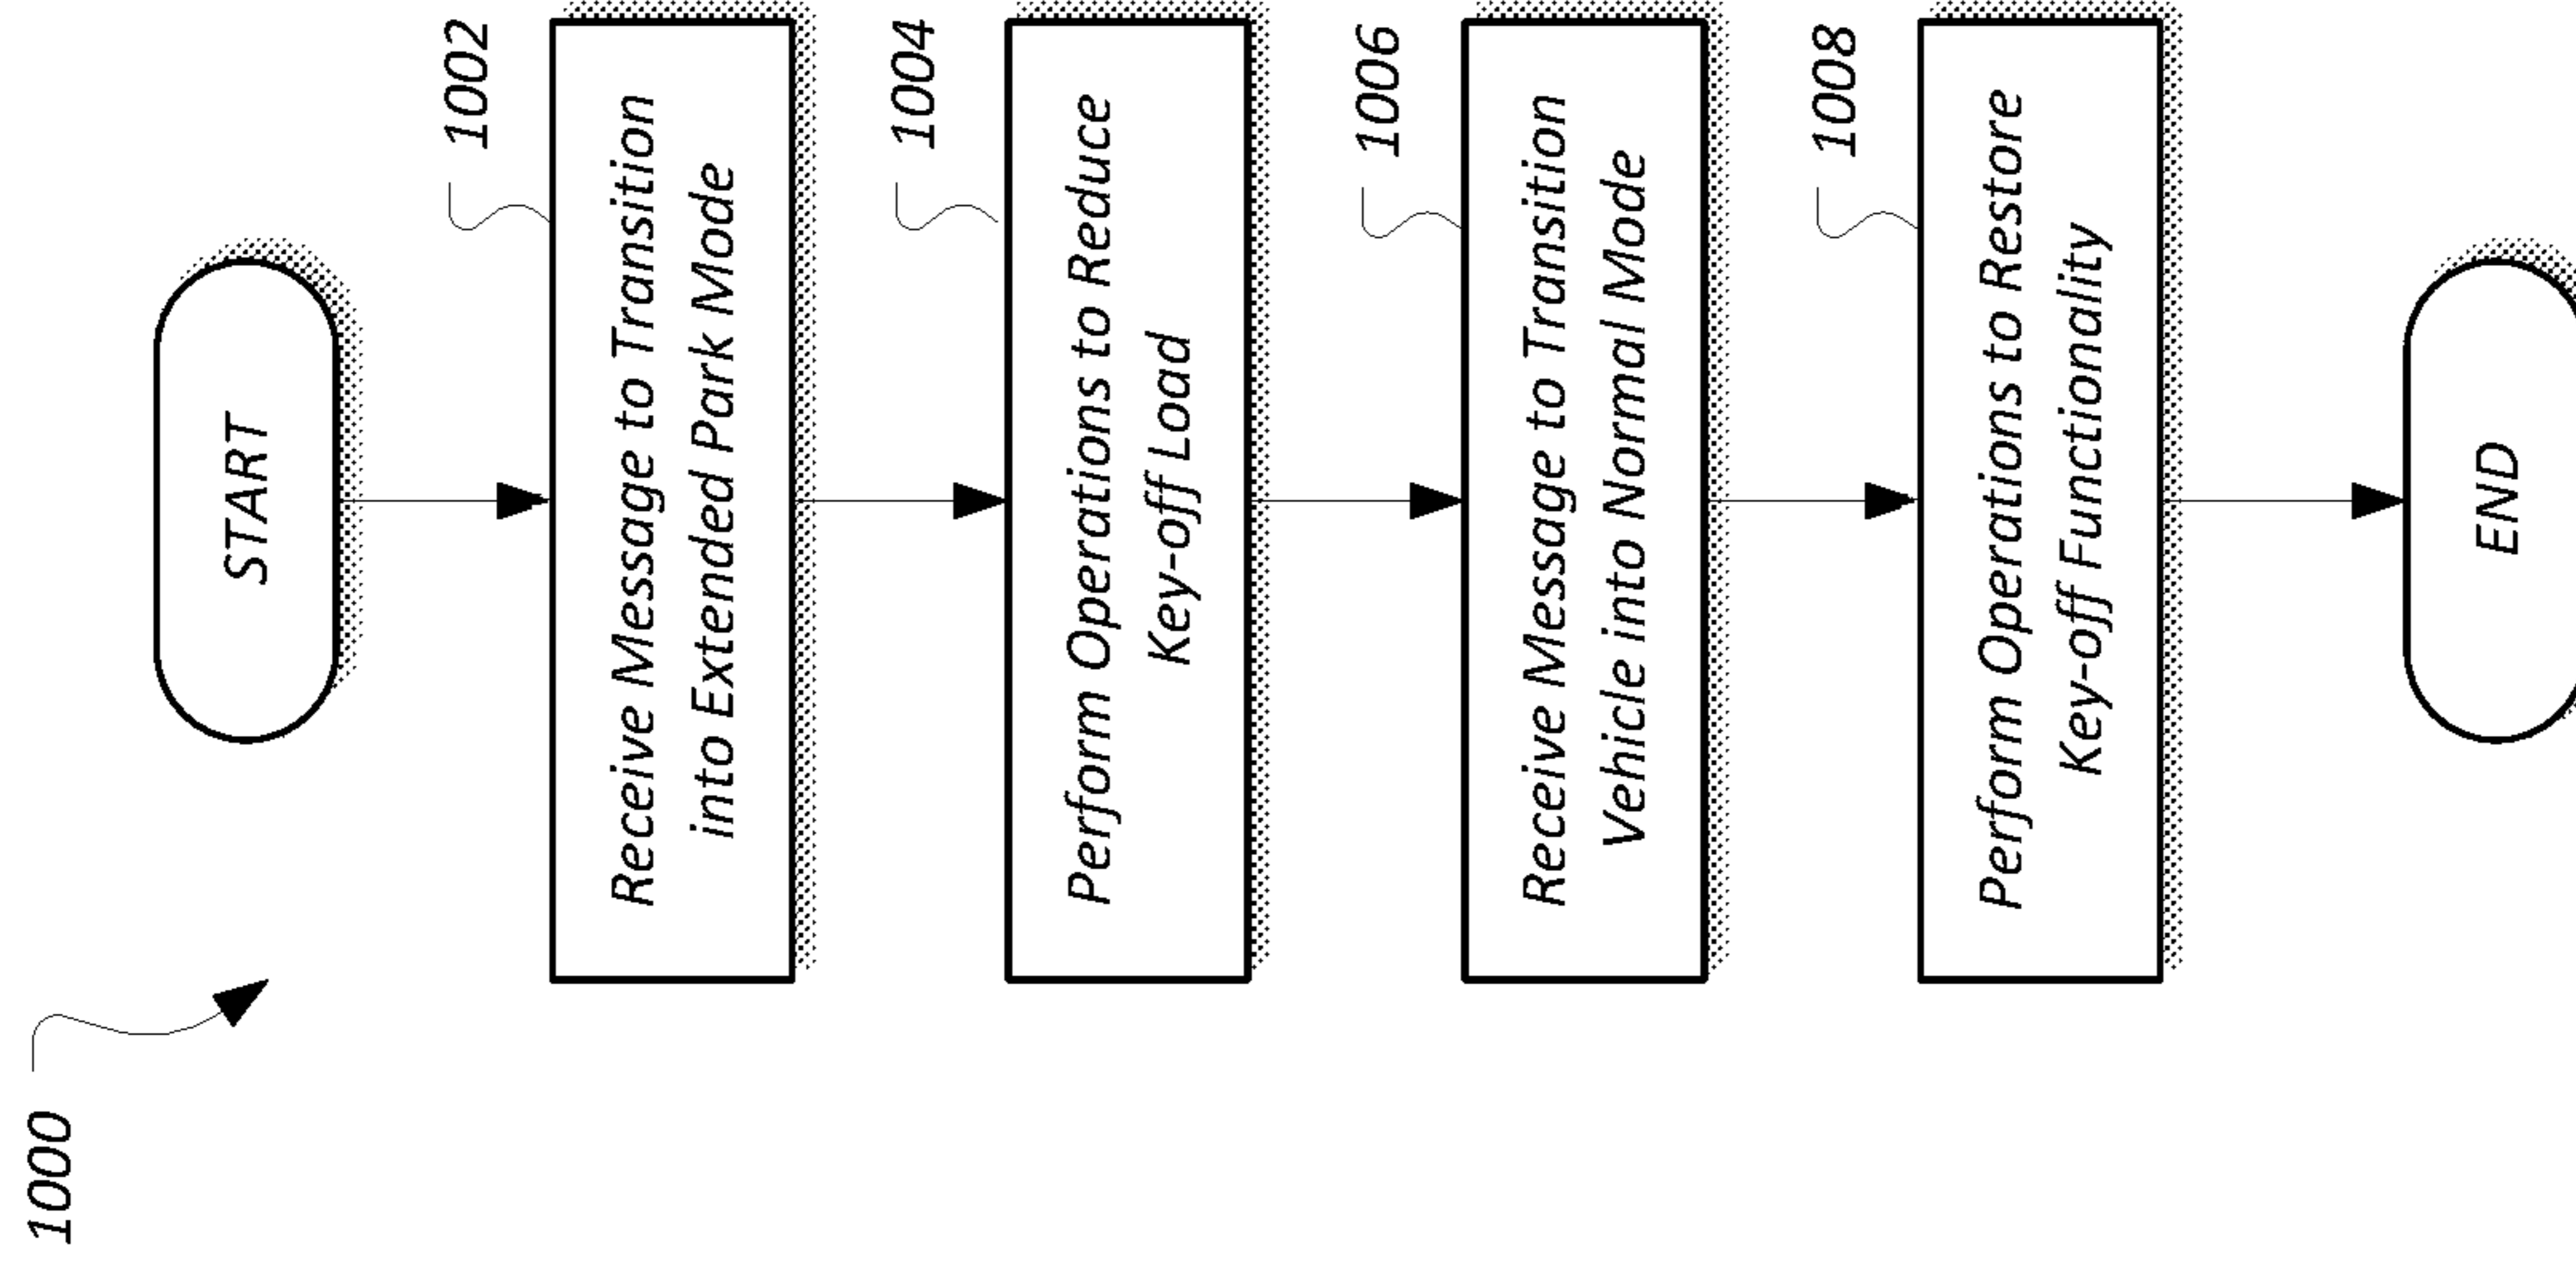 1000
START
1002
Receive Message to Transition
into Extended Park Mode
1004
Perform Operations to Reduce
Key-off Load
1006
Receive Message to Transition
Vehicle into Normal Mode
1008
Perform Operations to Restore
Key-off Functionality
END